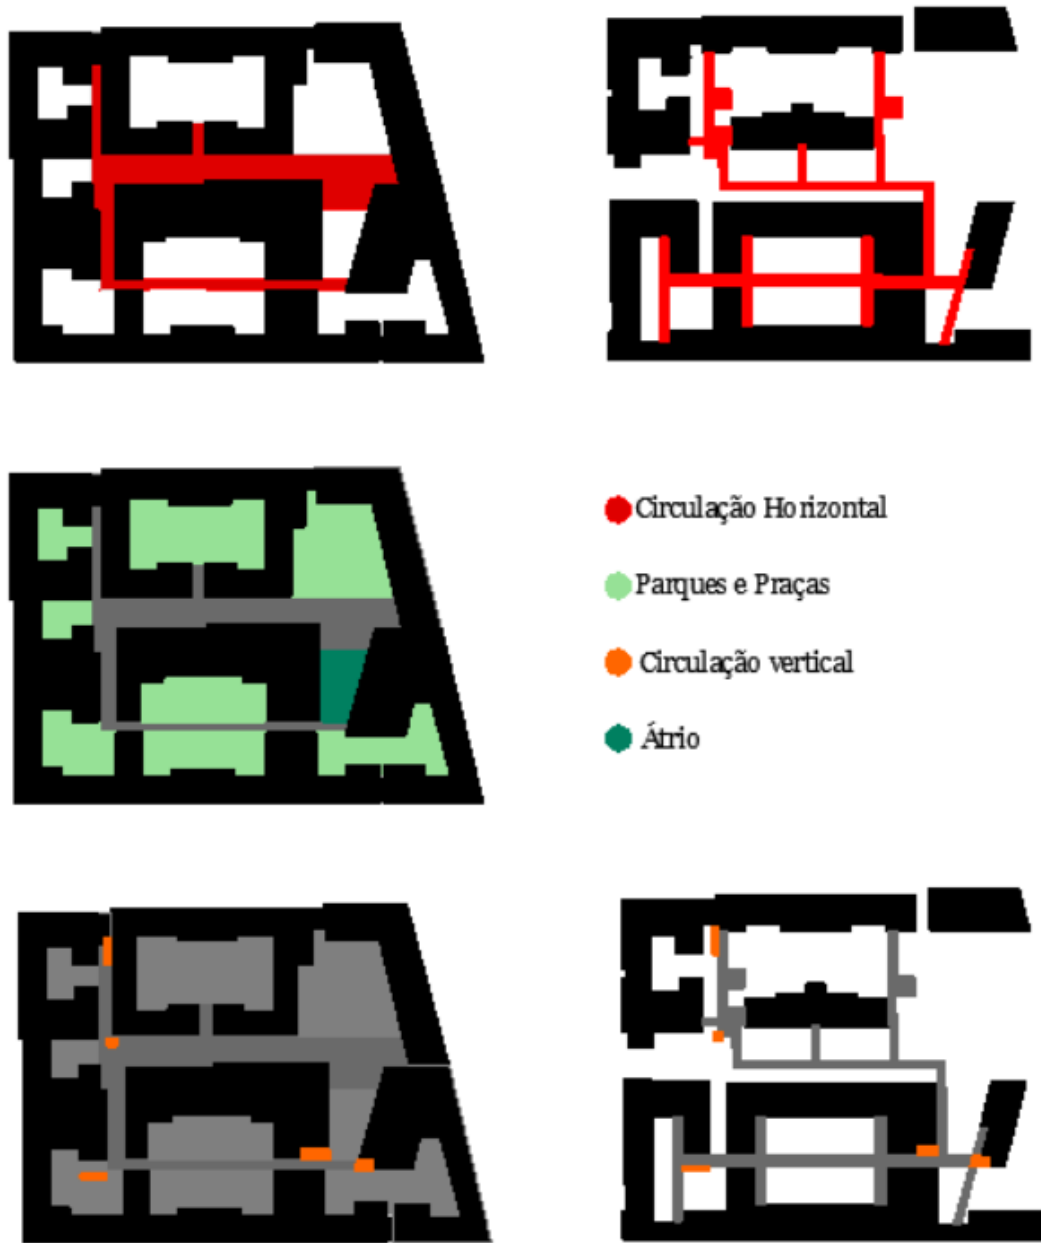 Circulação Horizontal
Parques e Praças
Circulação vertical
Átrio